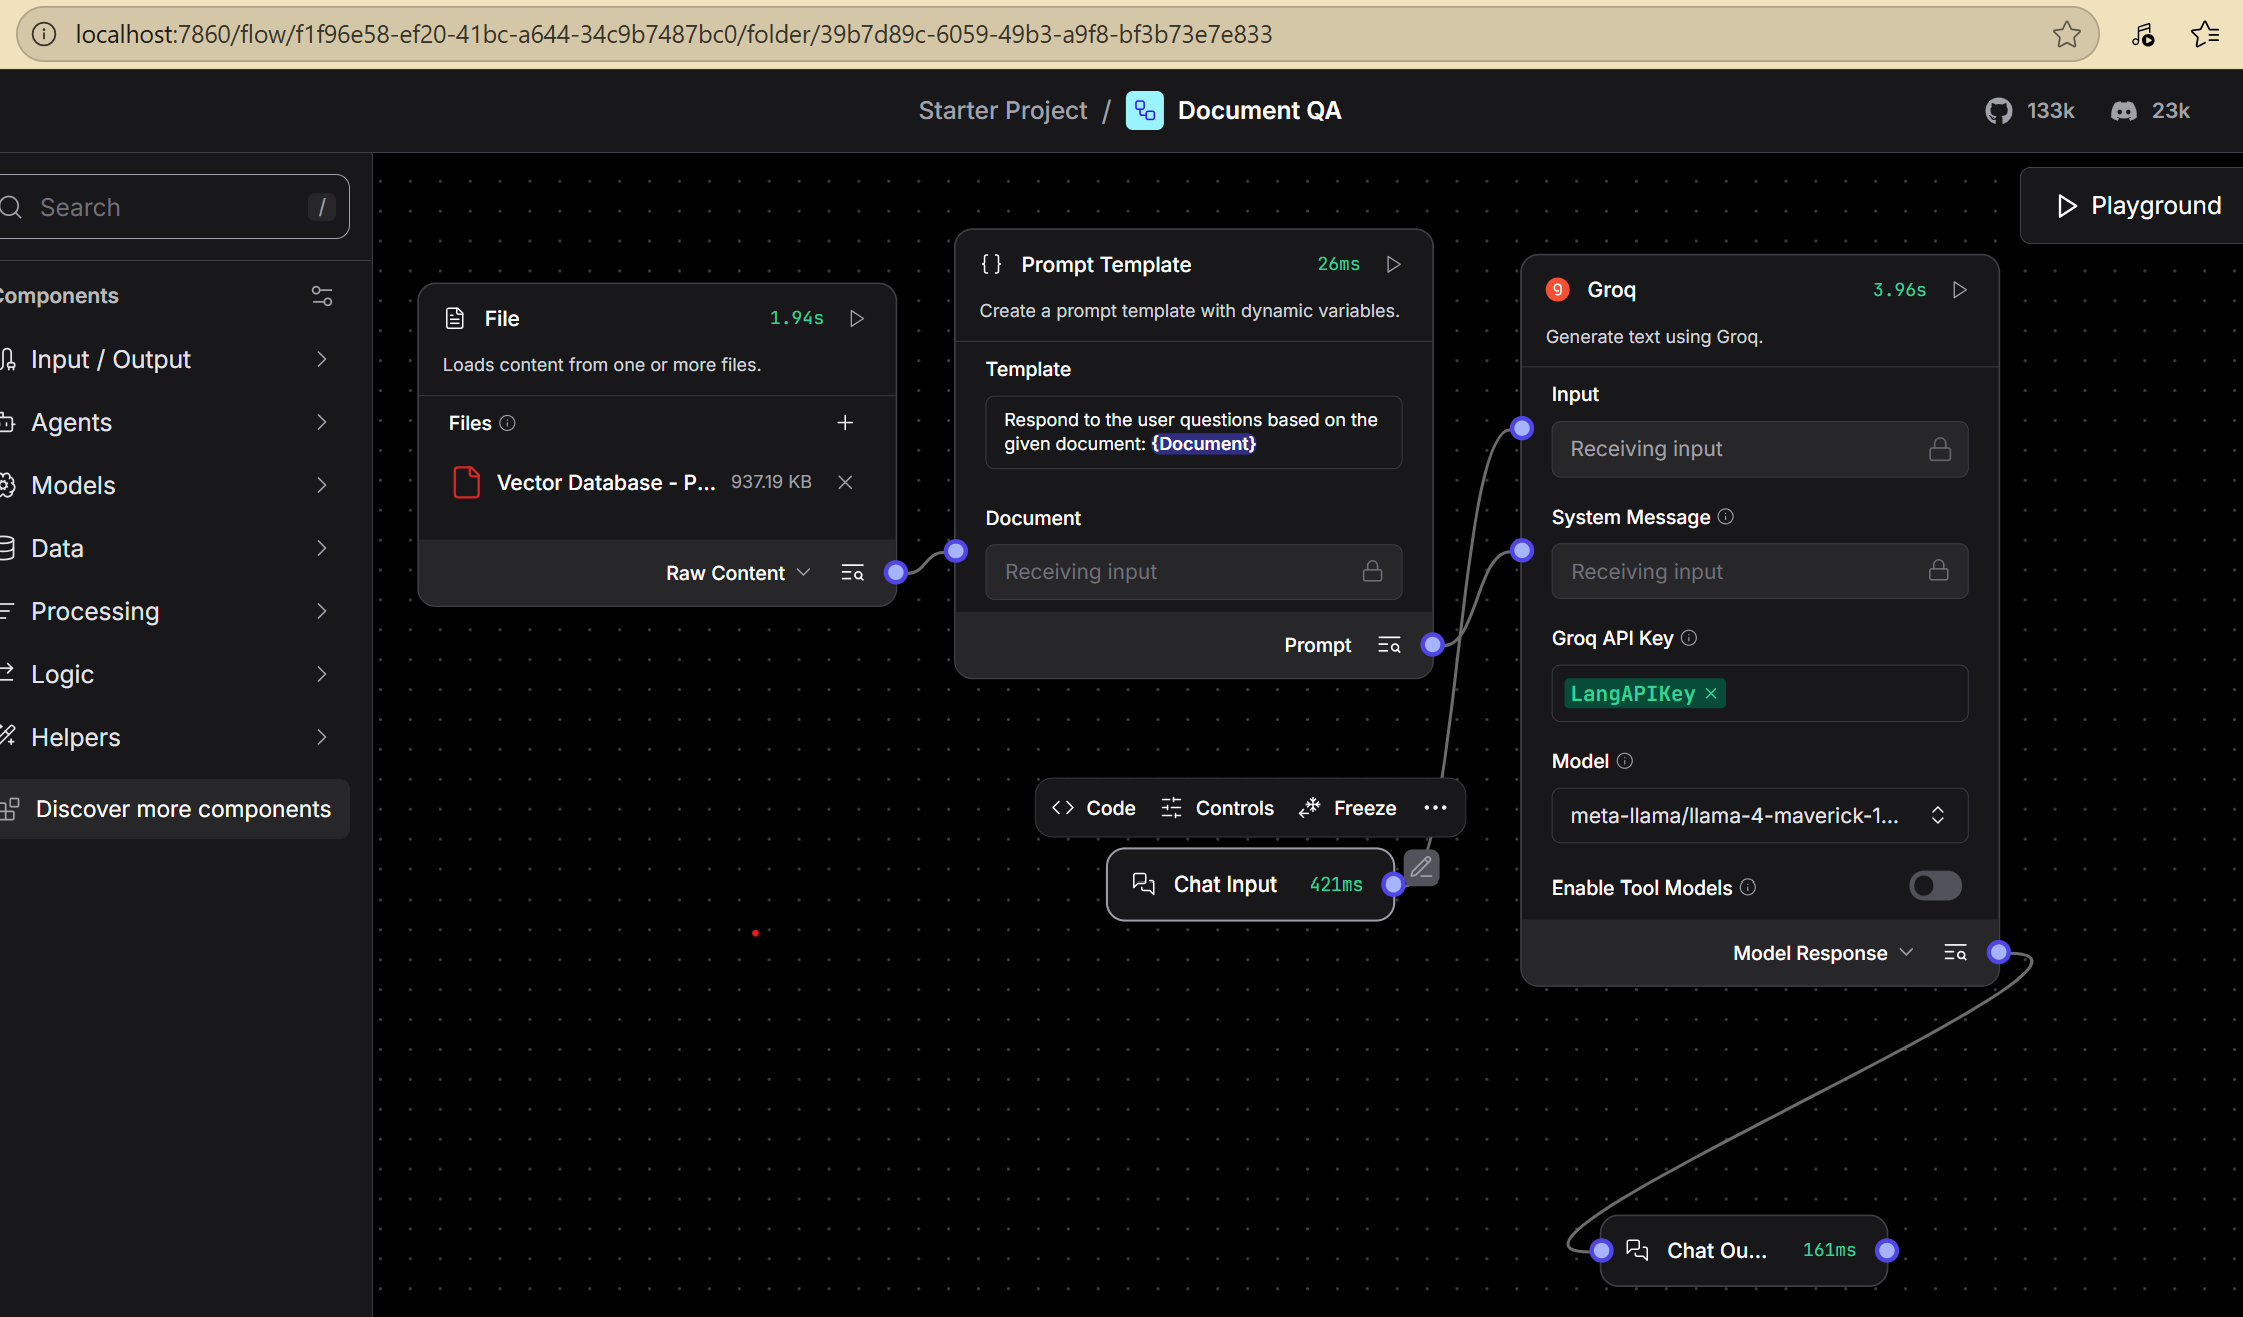 localhost:7860/flow/f1f96e58-ef20-41bc-a644-34c9b7487bc0/folder/39b7d89c-6059-49b3-a9f8-bf3b73e7e833
Starter Project / Document QA
133k
23k
Search /
Components
Input / Output
Agents
Models
Data
Processing
Logic
Helpers
Discover more components
Playground
File 1.94s
Loads content from one or more files.
Files
Vector Database - P... 937.19 KB
Raw Content
{} Prompt Template 26ms
Create a prompt template with dynamic variables.
Template
Respond to the user questions based on the
given document: {Document}
Document
Receiving input
Prompt
Code Controls Freeze ...
Chat Input 421ms
Groq 3.96s
Generate text using Groq.
Input
Receiving input
System Message
Receiving input
Groq API Key
LangAPIKey
Model
meta-llama/llama-4-maverick-1...
Enable Tool Models
Model Response
Chat Ou... 161ms